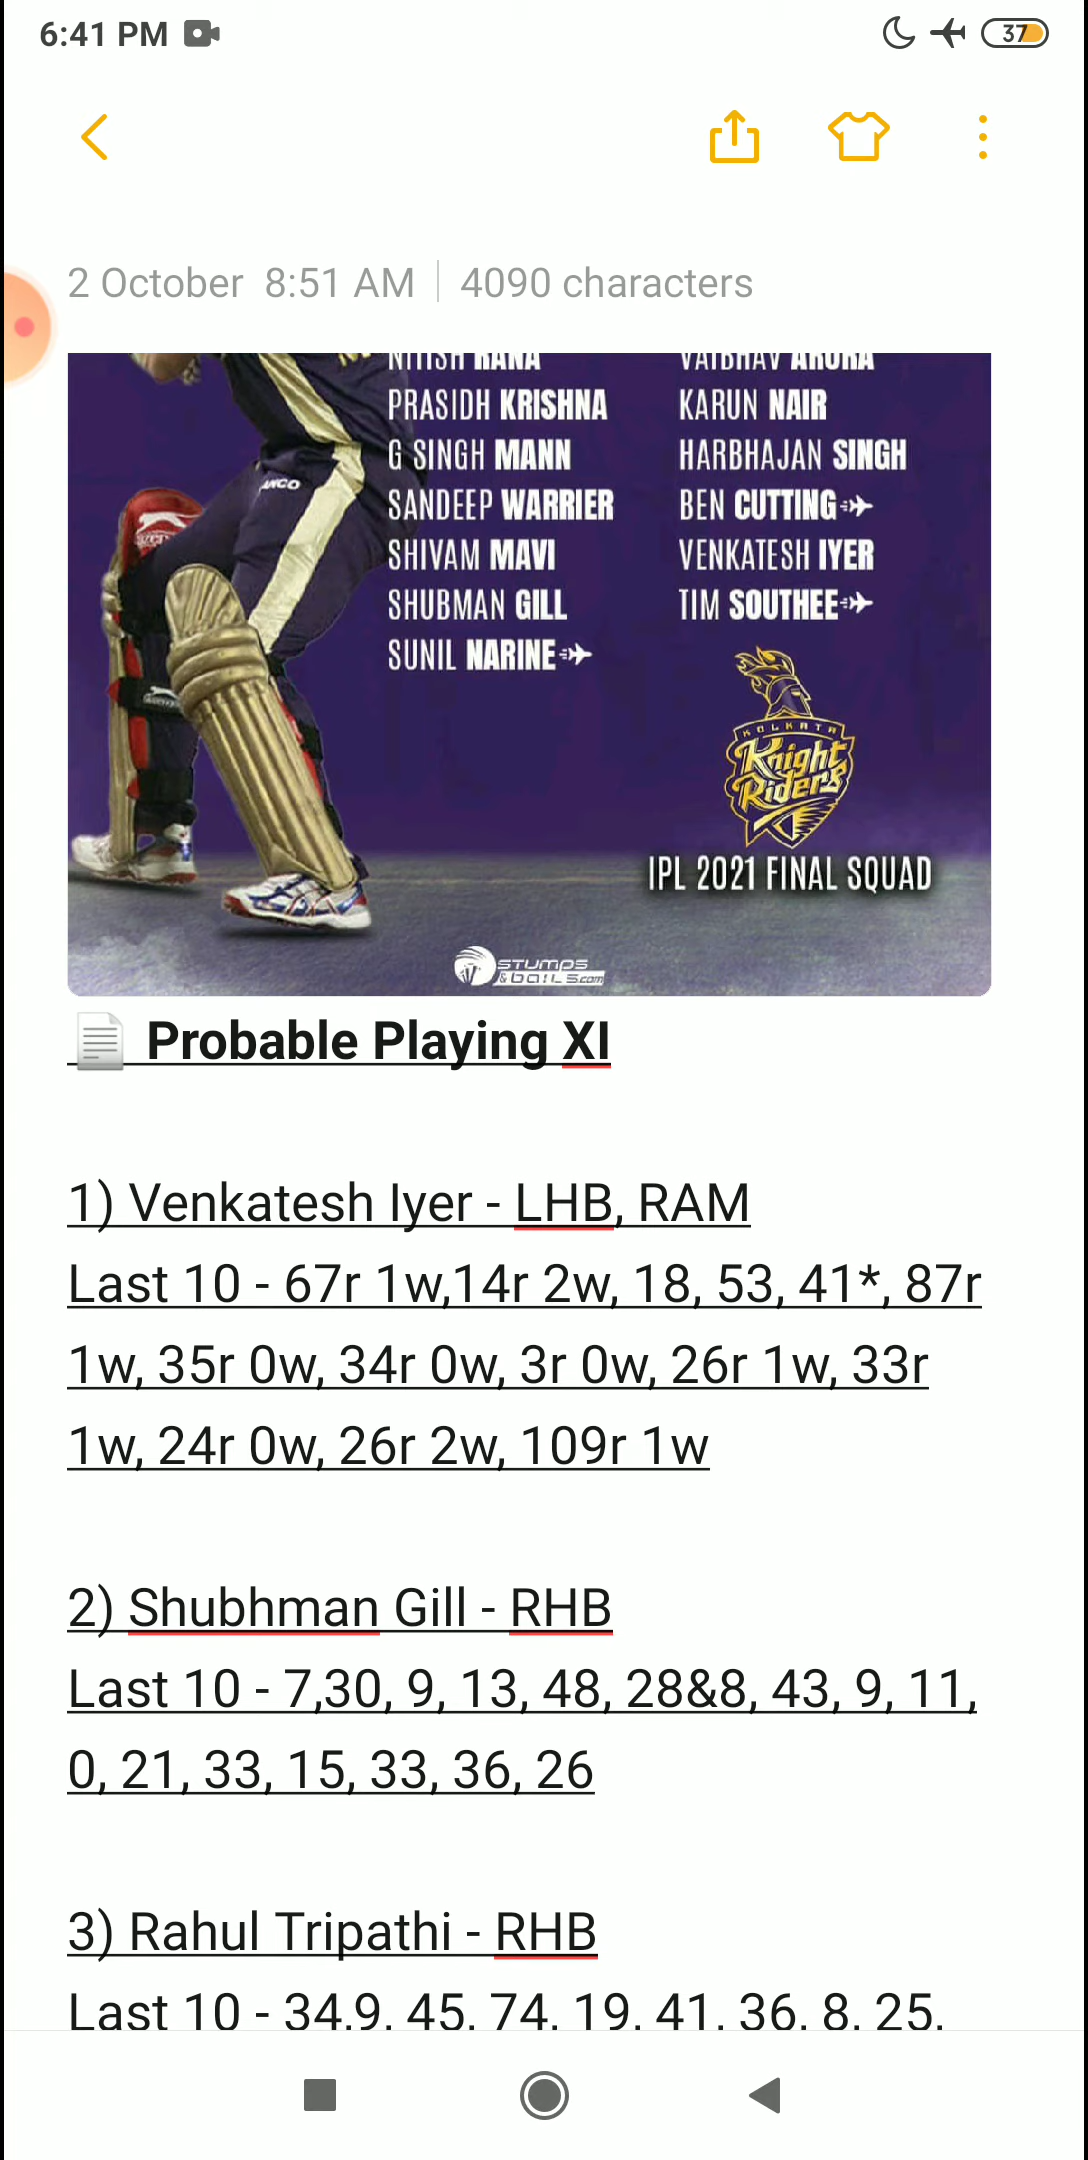 6:41 PM
37
2 October 8:51 AM | 4090 characters
NITISH RANA
PRASIDH KRISHNA
G SINGH MANN
SANDEEP WARRIER
SHIVAM MAVI
SHUBMAN GILL
SUNIL NARINE
VAIBHAV ARORA
KARUN NAIR
HARBHAJAN SINGH
BEN CUTTING
VENKATESH IYER
TIM SOUTHEE
KOLKATA
Knight
Riders
IPL 2021 FINAL SQUAD
STUMPS
& BAILS.com
Probable Playing XI
1) Venkatesh Iyer - LHB, RAM
Last 10 - 67r 1w,14r 2w, 18, 53, 41*, 87r
1w, 35r 0w, 34r 0w, 3r 0w, 26r 1w, 33r
1w, 24r 0w, 26r 2w, 109r 1w
2) Shubhman Gill - RHB
Last 10 - 7,30, 9, 13, 48, 28&8, 43, 9, 11,
0, 21, 33, 15, 33, 36, 26
3) Rahul Tripathi - RHB
Last 10 - 34,9, 45, 74, 19, 41, 36, 8, 25,